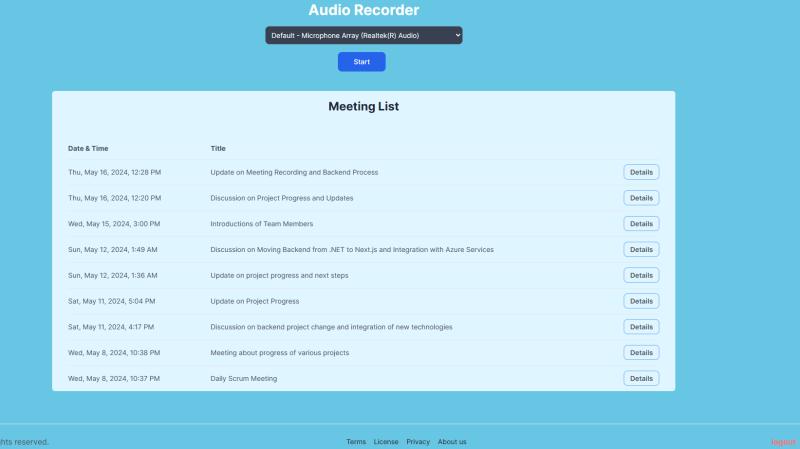 Audio Recorder
Default - Microphone Array (Realtek(R) Audio)
Start
Meeting List
Date & Time Title
Thu, May 16, 2024, 12:28 PM Update on Meeting Recording and Backend Process Details
Thu, May 16, 2024, 12:20 PM Discussion on Project Progress and Updates Details
Wed, May 15, 2024, 3:00 PM Introductions of Team Members Details
Sun, May 12, 2024, 1:49 AM Discussion on Moving Backend from .NET to Next.js and Integration with Azure Services Details
Sun, May 12, 2024, 1:36 AM Update on project progress and next steps Details
Sat, May 11, 2024, 5:04 PM Update on Project Progress Details
Sat, May 11, 2024, 4:17 PM Discussion on backend project change and integration of new technologies Details
Wed, May 8, 2024, 10:38 PM Meeting about progress of various projects Details
Wed, May 8, 2024, 10:37 PM Daily Scrum Meeting Details
hts reserved. Terms License Privacy About us logout